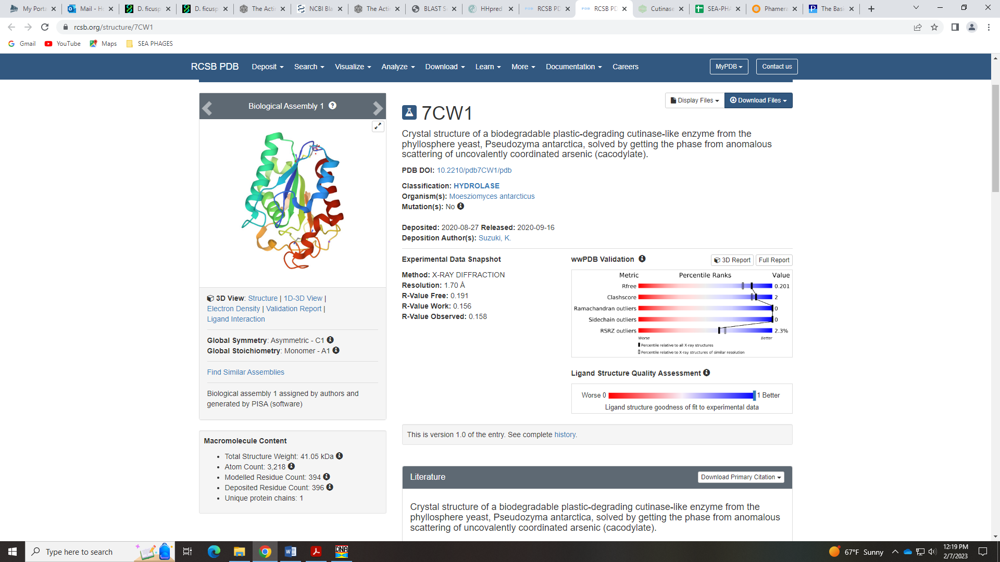 My Porta
Mail - Ho
D. ficusp
D. ficusp
The Acti
NCBI Bla
The Acti
BLAST S
HHpred
RCSB PD
RCSB PD
Cutinase
SEA-PHA
Phamera
The Basi
rcsb.org/structure/7CW1
Gmail
YouTube
Maps
SEA PHAGES
RCSB PDB
Deposit
Search
Visualize
Analyze
Download
Learn
More
Documentation
Careers
MyPDB
Contact us
Biological Assembly 1
Display Files
Download Files
7CW1
Crystal structure of a biodegradable plastic-degrading cutinase-like enzyme from the
phyllosphere yeast, Pseudozyma antarctica, solved by getting the phase from anomalous
scattering of uncovalently coordinated arsenic (cacodylate).
PDB DOI: 10.2210/pdb7CW1/pdb
Classification: HYDROLASE
Organism(s): Moesziomyces antarcticus
Mutation(s): No
Deposited: 2020-08-27 Released: 2020-09-16
Deposition Author(s): Suzuki, K.
Experimental Data Snapshot
Method: X-RAY DIFFRACTION
Resolution: 1.70 Å
R-Value Free: 0.191
R-Value Work: 0.156
R-Value Observed: 0.158
wwPDB Validation
3D Report
Full Report
Metric Percentile Ranks Value
Rfree 0.201
Clashscore 2
Ramachandran outliers 0
Sidechain outliers 0
RSRZ outliers 2.3%
Worse Better
Percentile relative to all X-ray structures
Percentile relative to X-ray structures of similar resolution
Ligand Structure Quality Assessment
Worse 0 1 Better
Ligand structure goodness of fit to experimental data
3D View: Structure | 1D-3D View |
Electron Density | Validation Report |
Ligand Interaction
Global Symmetry: Asymmetric - C1
Global Stoichiometry: Monomer - A1
Find Similar Assemblies
Biological assembly 1 assigned by authors and
generated by PISA (software)
This is version 1.0 of the entry. See complete history.
Macromolecule Content
• Total Structure Weight: 41.05 kDa
• Atom Count: 3,218
• Modelled Residue Count: 394
• Deposited Residue Count: 396
• Unique protein chains: 1
Literature
Download Primary Citation
Crystal structure of a biodegradable plastic-degrading cutinase-like enzyme from the
phyllosphere yeast, Pseudozyma antarctica, solved by getting the phase from anomalous
scattering of uncovalently coordinated arsenic (cacodylate).
Type here to search
DNA
67°F Sunny
12:19 PM
2/7/2023